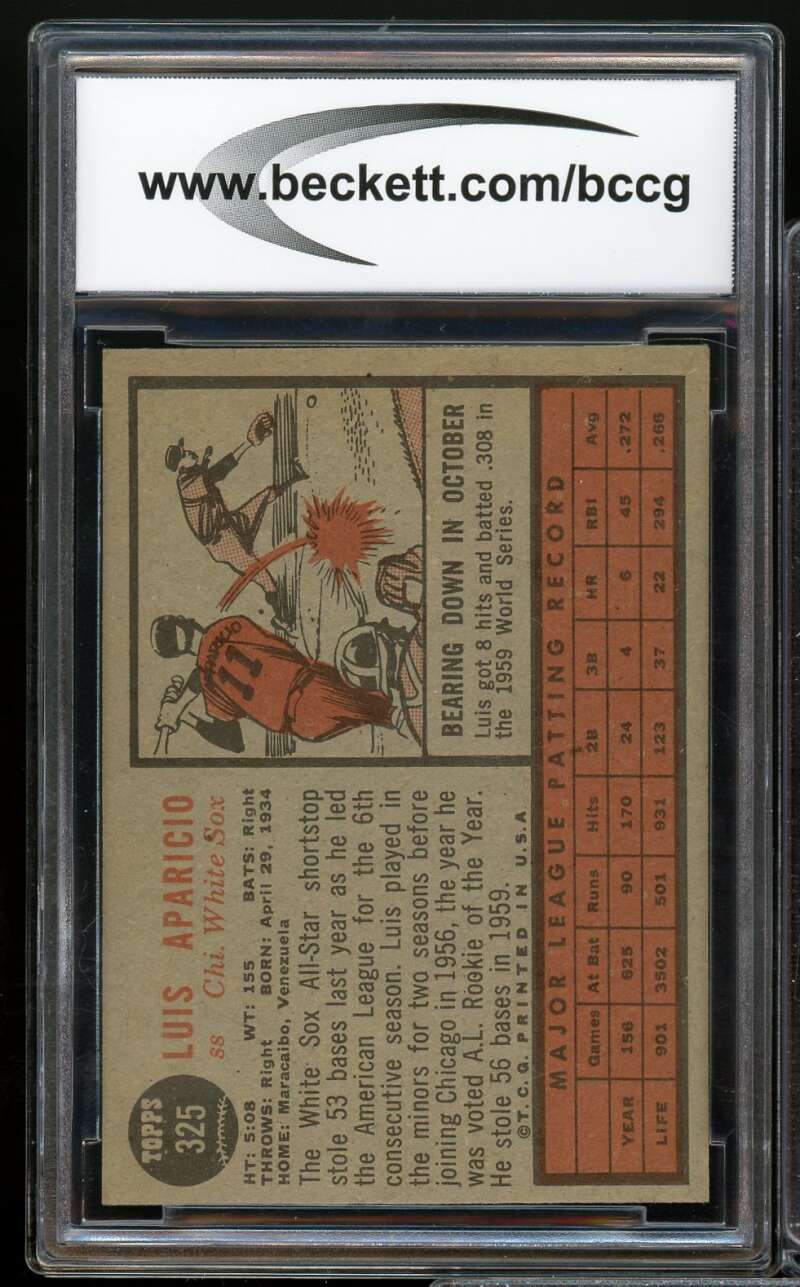 www.beckett.com/bccg
TOPPS
325
LUIS APARICIO
ss Chi. White Sox
HT: 5:08 WT: 155 BATS: Right
THROWS: Right BORN: April 29, 1934
HOME: Maracaibo, Venezuela
The White Sox All-Star shortstop
stole 53 bases last year as he led
the American League for the 6th
consecutive season. Luis played in
the minors for two seasons before
joining Chicago in 1956, the year he
was voted A.L. Rookie of the Year.
He stole 56 bases in 1959.
©T.C.G. PRINTED IN U.S.A.
APARICIO
11
BEARING DOWN IN OCTOBER
Luis got 8 hits and batted .308 in
the 1959 World Series.
MAJOR LEAGUE PATTING RECORD
Games At Bat Runs Hits 2B 3B HR RBI Avg
YEAR 156 625 90 170 24 4 6 45 .272
LIFE 901 3502 501 931 123 37 22 294 .266